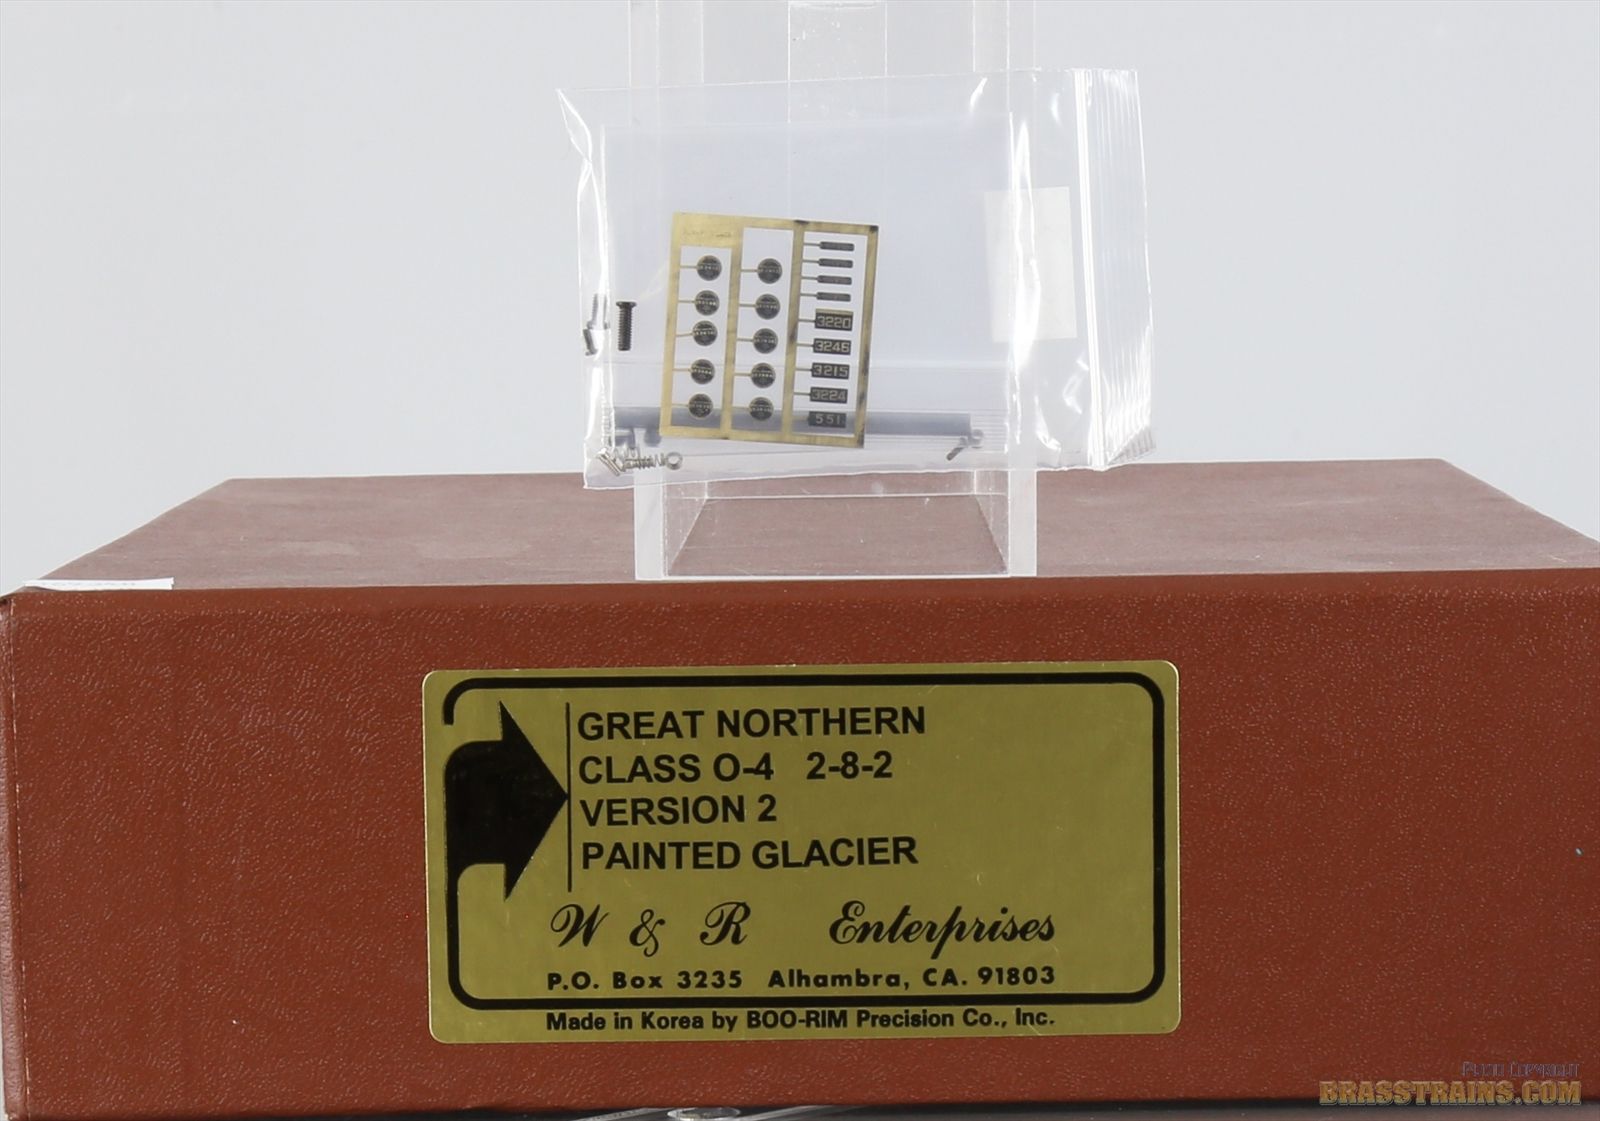 3220
3246
3215
3224
551
GREAT NORTHERN
CLASS O-4 2-8-2
VERSION 2
PAINTED GLACIER
W & R Enterprises
P.O. Box 3235 Alhambra, CA. 91803
Made in Korea by BOO-RIM Precision Co., Inc.
PHOTO COPYRIGHT
BRASSTRAINS.COM